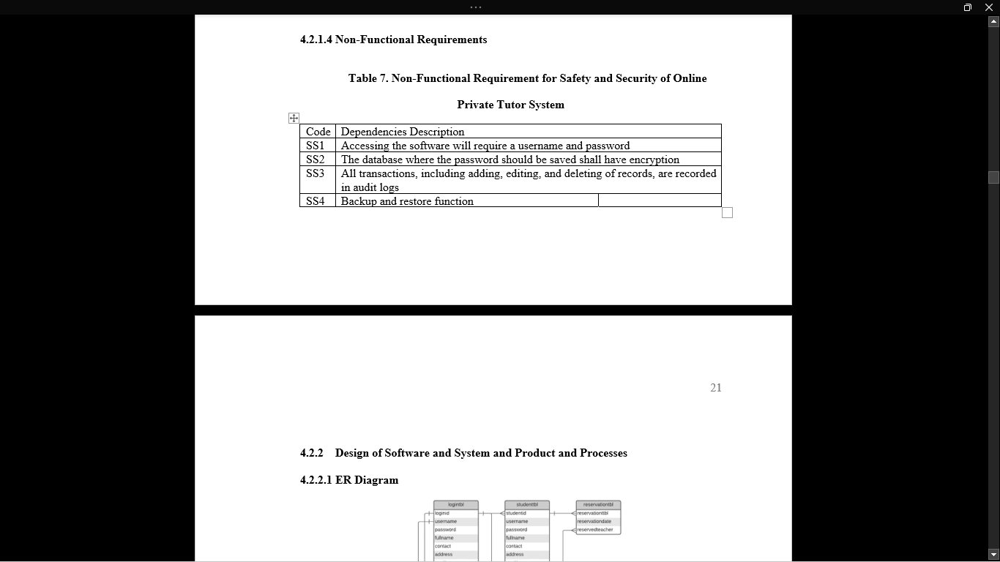 4.2.1.4 Non-Functional Requirements
Table 7. Non-Functional Requirement for Safety and Security of Online
Private Tutor System
Code Dependencies Description
SS1 Accessing the software will require a username and password
SS2 The database where the password should be saved shall have encryption
SS3 All transactions, including adding, editing, and deleting of records, are recorded
in audit logs
SS4 Backup and restore function
21
4.2.2 Design of Software and System and Product and Processes
4.2.2.1 ER Diagram
logintbl studenttbl reservationtbl
loginid studentid reservationttbl
username username reservationdate
password password reservedteacher
fullname fullname
contact contact
address address